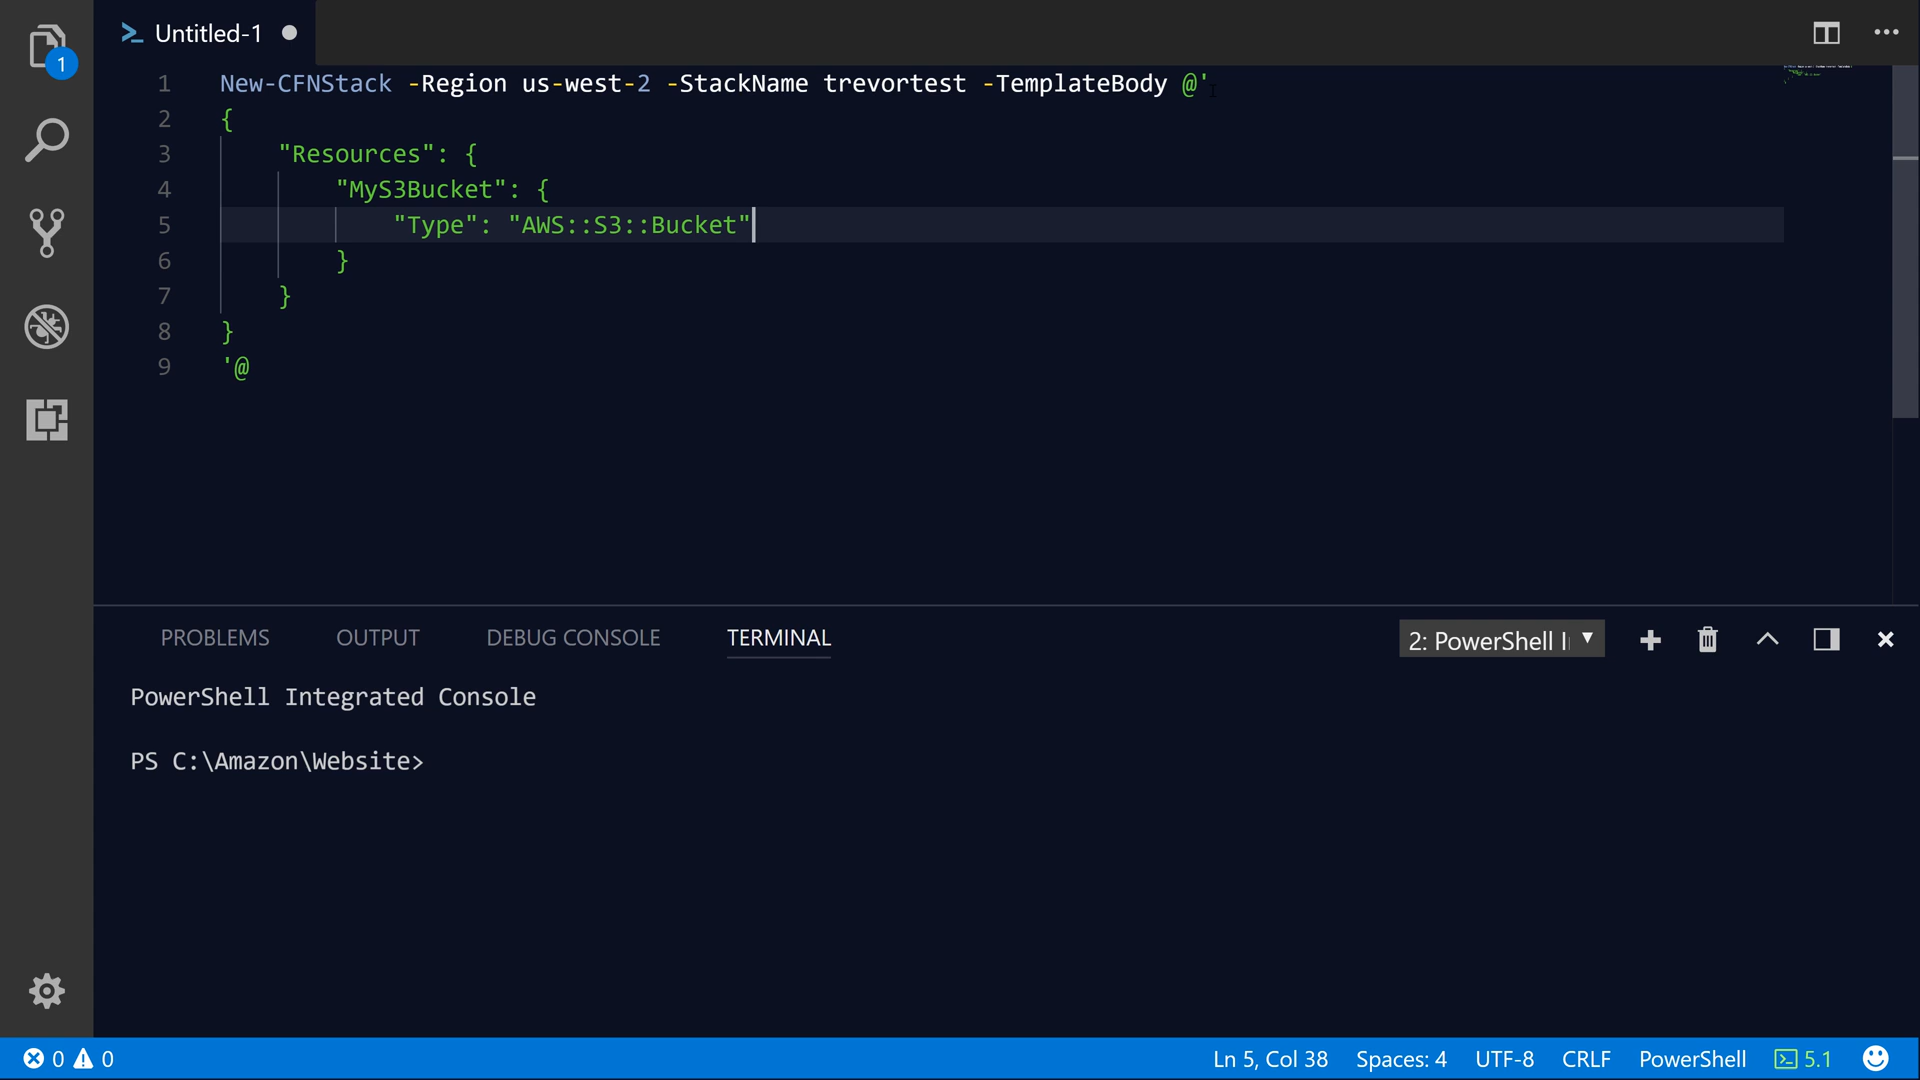 1
Untitled-1
1 New-CFNStack -Region us-west-2 -StackName trevortest -TemplateBody @'
2 {
3     "Resources": {
4         "MyS3Bucket": {
5             "Type": "AWS::S3::Bucket"
6         }
7     }
8 }
9 '@
PROBLEMS OUTPUT DEBUG CONSOLE TERMINAL 2: PowerShell I
PowerShell Integrated Console
PS C:\Amazon\Website>
0 0 Ln 5, Col 38 Spaces: 4 UTF-8 CRLF PowerShell 5.1